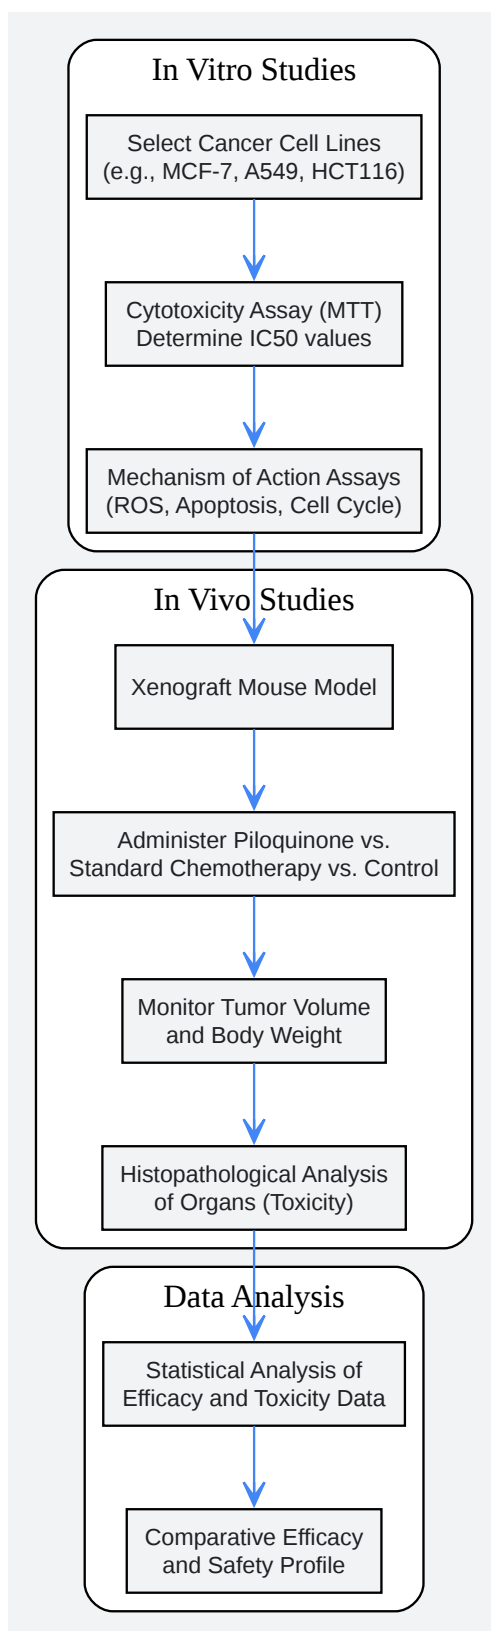 In Vitro Studies
Select Cancer Cell Lines
(e.g., MCF-7, A549, HCT116)
Cytotoxicity Assay (MTT)
Determine IC50 values
Mechanism of Action Assays
(ROS, Apoptosis, Cell Cycle)
In Vivo Studies
Xenograft Mouse Model
Administer Piloquinone vs.
Standard Chemotherapy vs. Control
Monitor Tumor Volume
and Body Weight
Histopathological Analysis
of Organs (Toxicity)
Data Analysis
Statistical Analysis of
Efficacy and Toxicity Data
Comparative Efficacy
and Safety Profile